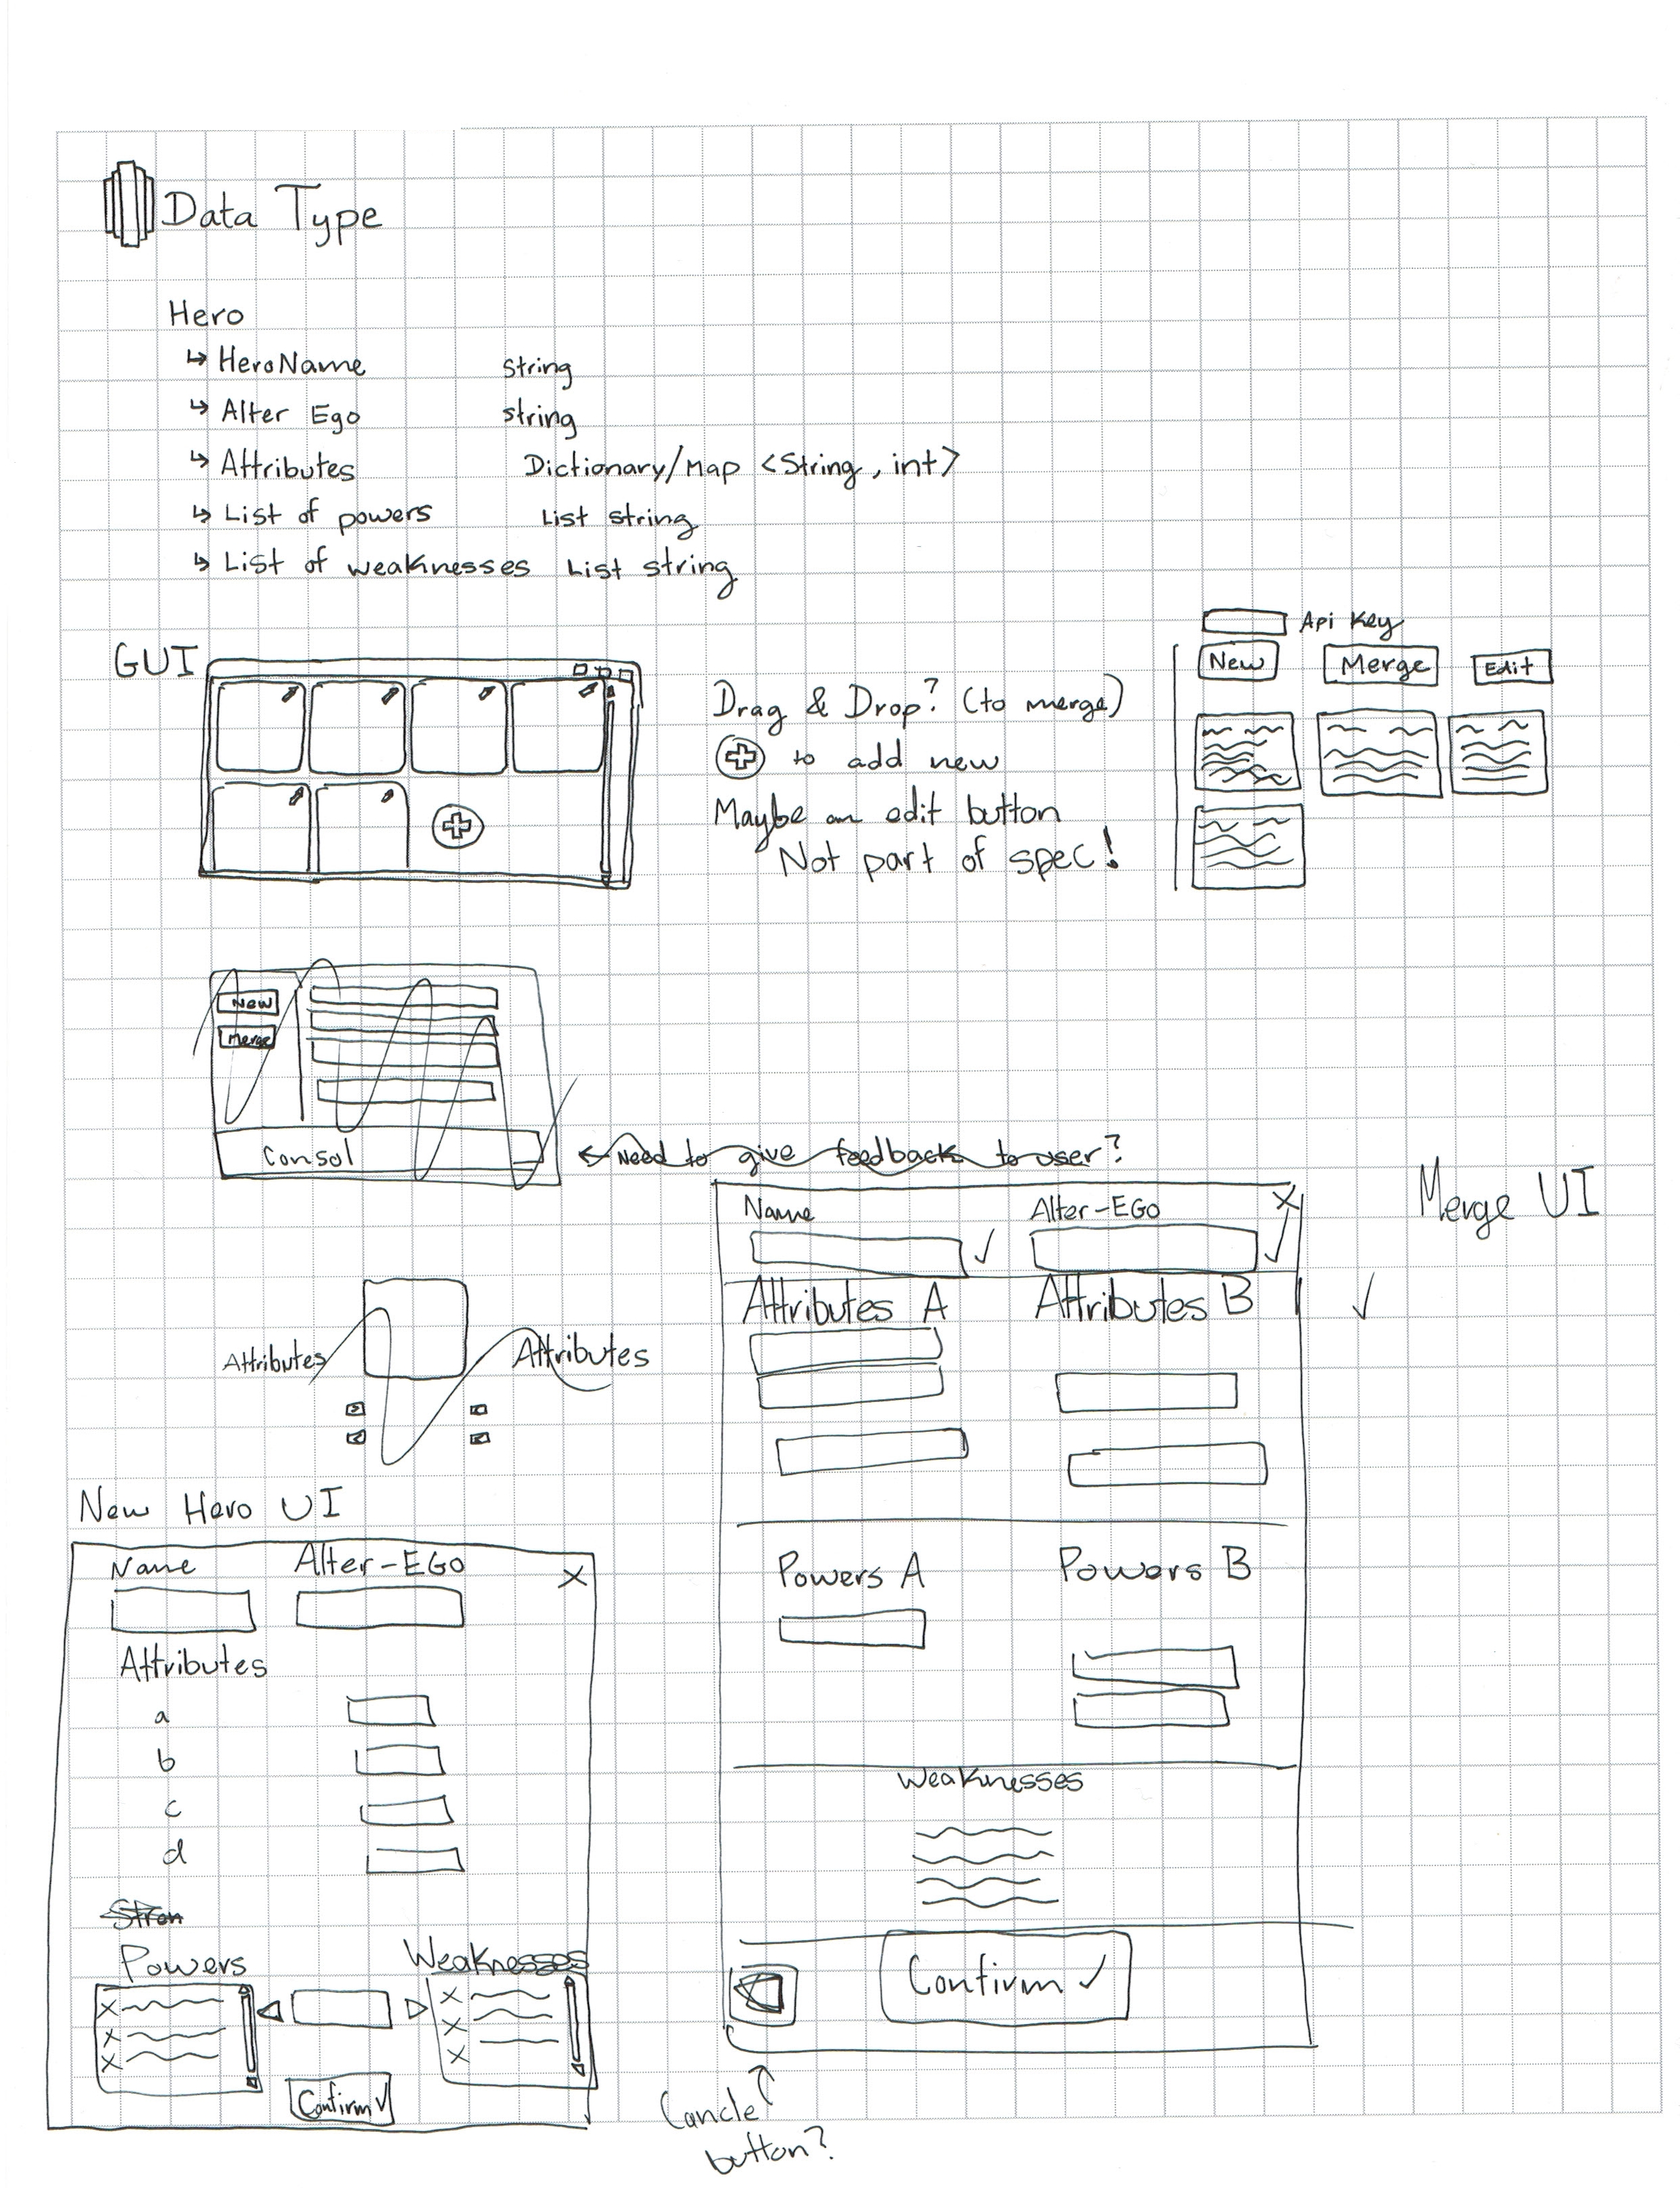 Data Type
Hero
↳ HeroName string
↳ Alter Ego string
↳ Attributes Dictionary/Map <String, int>
↳ List of powers List string
↳ List of weaknesses List string
GUI
Drag & Drop? (to merge)
to add new
Maybe an edit button
Not part of spec!
Api Key
New Merge Edit
New
Merge
Consol
← Need to give feedback to user?
Attributes Attributes
Merge UI
Name Alter-EGO X
✓ ✓
Attributes A Attributes B ✓
Powers A Powers B
Weaknesses
Confirm ✓
Cancle
button?
New Hero UI
Name Alter-EGO X
Attributes
a
b
c
d
Stren
Powers Weaknesses
X X
X X
X X
Confirm ✓